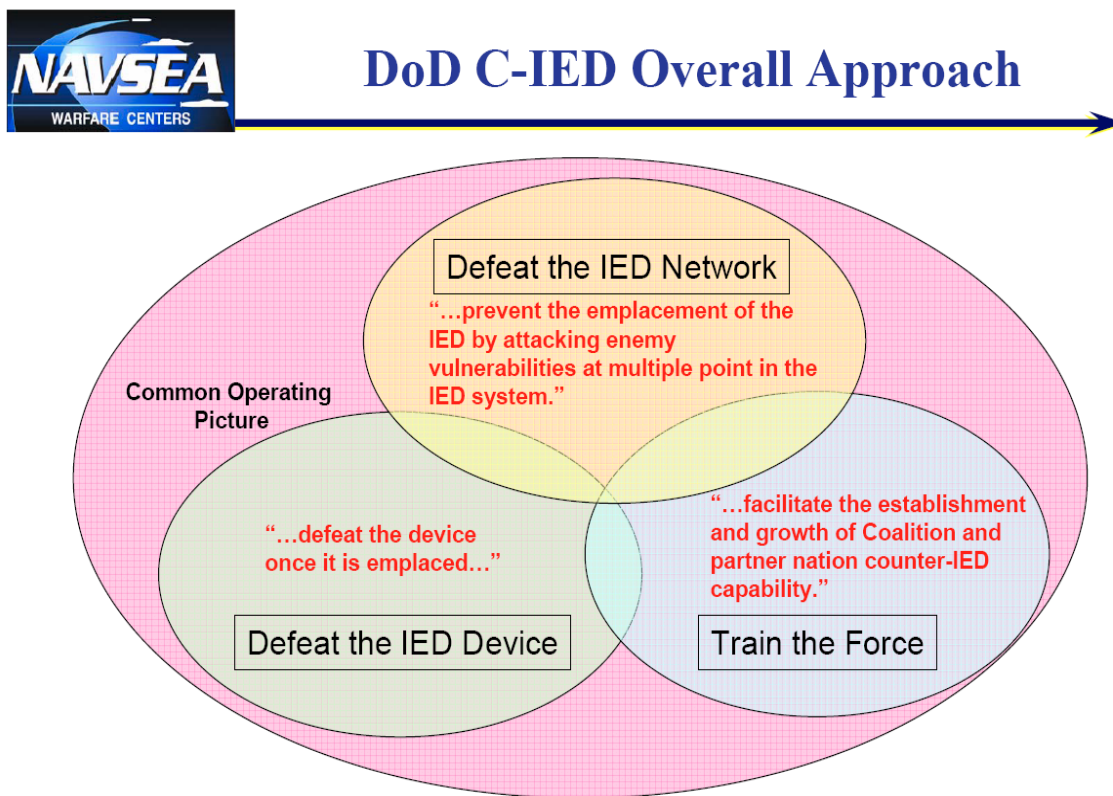 NAVSEA
WARFARE CENTERS
DoD C-IED Overall Approach
Defeat the IED Network
“…prevent the emplacement of the
IED by attacking enemy
vulnerabilities at multiple point in the
IED system.”
Common Operating
Picture
“…defeat the device
once it is emplaced…”
Defeat the IED Device
“…facilitate the establishment
and growth of Coalition and
partner nation counter-IED
capability.”
Train the Force